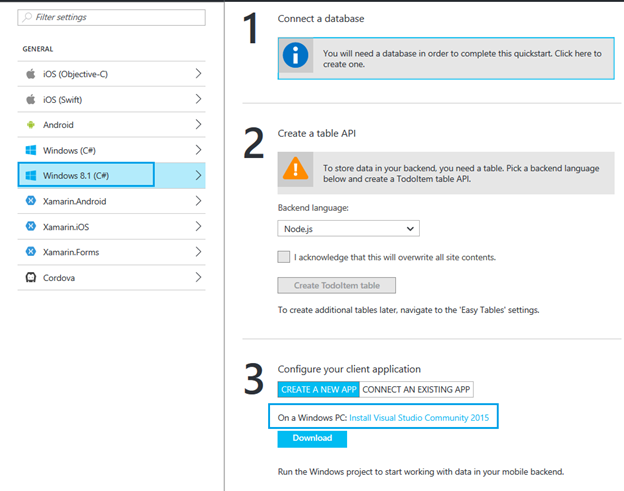 Filter settings
GENERAL
iOS (Objective-C)
iOS (Swift)
Android
Windows (C#)
Windows 8.1 (C#)
Xamarin.Android
Xamarin.iOS
Xamarin.Forms
Cordova
1
Connect a database
You will need a database in order to complete this quickstart. Click here to
create one.
2
Create a table API
To store data in your backend, you need a table. Pick a backend language
below and create a TodoItem table API.
Backend language:
Node.js
I acknowledge that this will overwrite all site contents.
Create TodoItem table
To create additional tables later, navigate to the 'Easy Tables' settings.
3
Configure your client application
CREATE A NEW APP CONNECT AN EXISTING APP
On a Windows PC: Install Visual Studio Community 2015
Download
Run the Windows project to start working with data in your mobile backend.